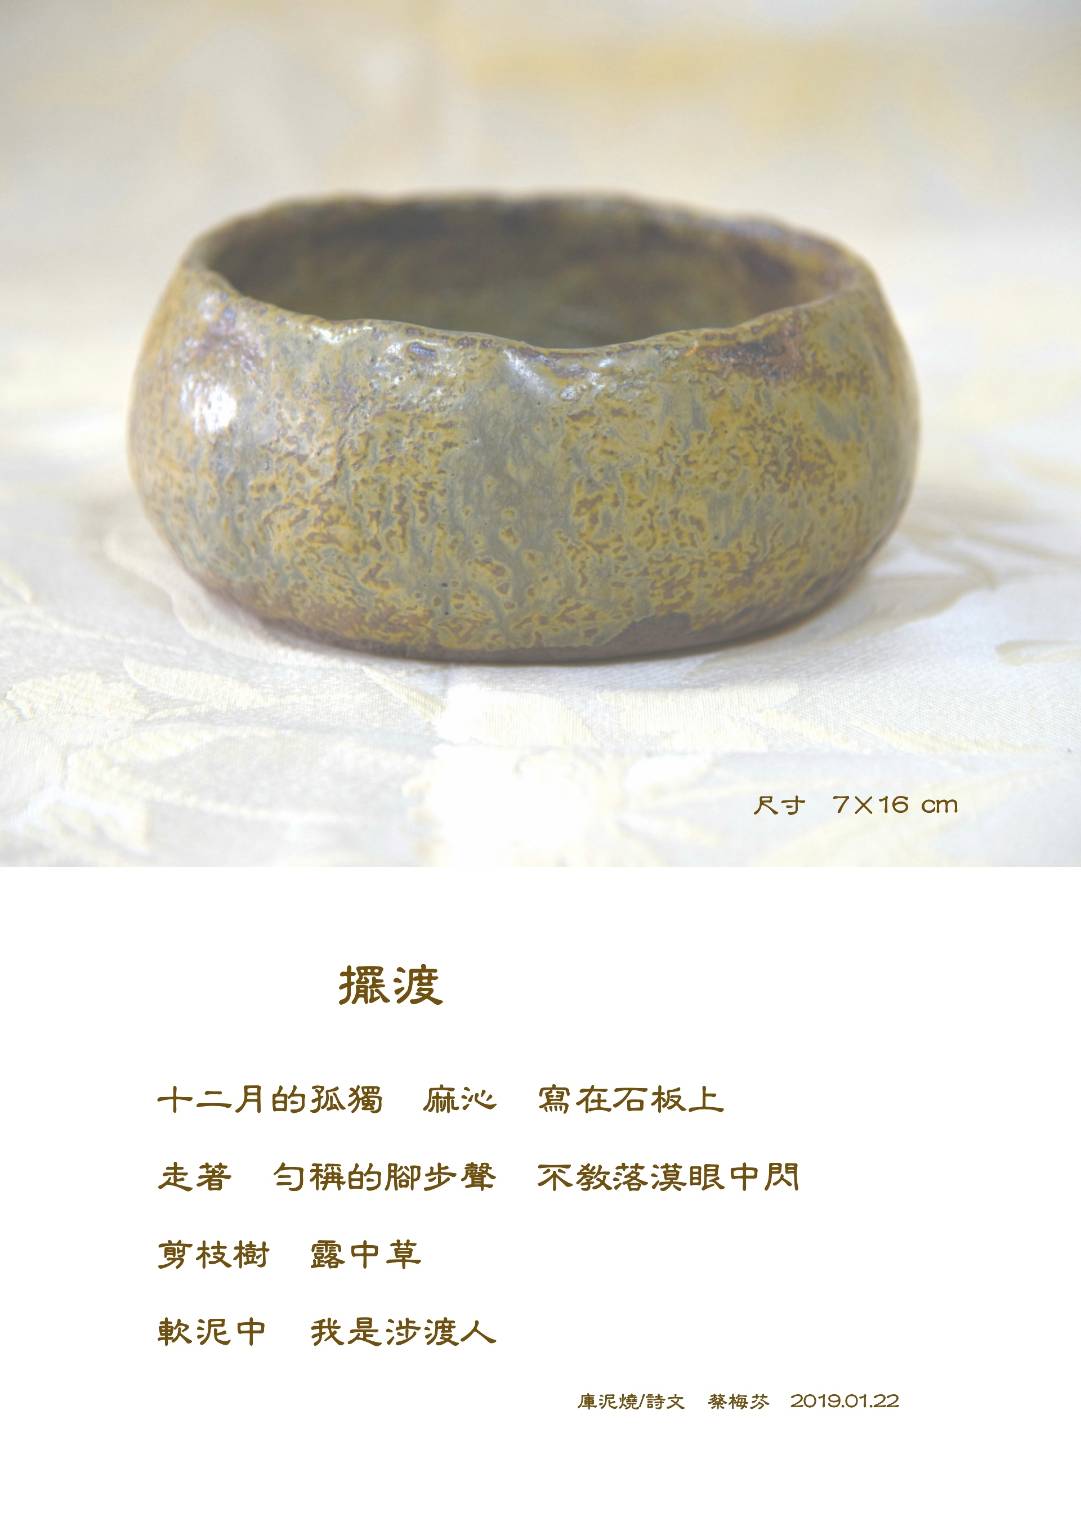 尺寸　7×16 cm
擺渡
十二月的孤獨　麻沁　寫在石板上
走著　勻稱的腳步聲　不教落漠眼中閃
剪枝樹　露中草
軟泥中　我是涉渡人
庫泥燒/詩文　蔡梅芬　2019.01.22